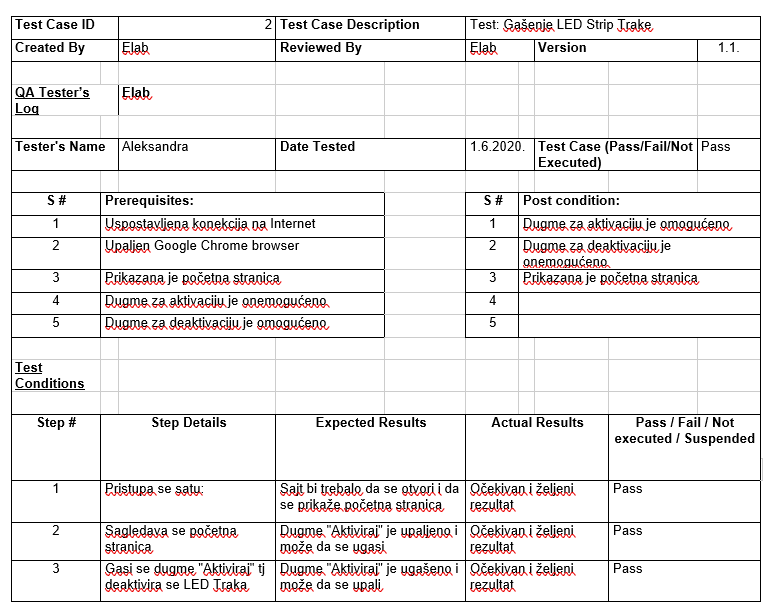 Test Case ID 2 Test Case Description Test: Gašenje LED Strip Trake
Created By Elab Reviewed By Elab Version 1.1.
QA Tester’s
Log
Elab
Tester's Name Aleksandra Date Tested 1.6.2020. Test Case (Pass/Fail/Not
Executed) Pass
S # Prerequisites: S # Post condition:
1 Uspostavljena konekcija na Internet 1 Dugme za aktivaciju je omogućeno
2 Upaljen Google Chrome browser 2 Dugme za deaktivaciju je
onemogućeno
3 Prikazana je početna stranica 3 Prikazana je početna stranica
4 Dugme za aktivaciju je onemogućeno 4
5 Dugme za deaktivaciju je omogućeno 5
Test
Conditions
Step # Step Details Expected Results Actual Results Pass / Fail / Not
executed / Suspended
1 Pristupa se satu: Sajt bi trebalo da se otvori i da Očekivan i željeni Pass
se prikaže početna stranica rezultat
2 Sagledava se početna Dugme "Aktiviraj" je upaljeno i Očekivan i željeni Pass
stranica može da se ugasi rezultat
3 Gasi se dugme "Aktiviraj" tj Dugme "Aktiviraj" je ugašeno i Očekivan i željeni Pass
deaktivira se LED Traka može da se upali rezultat